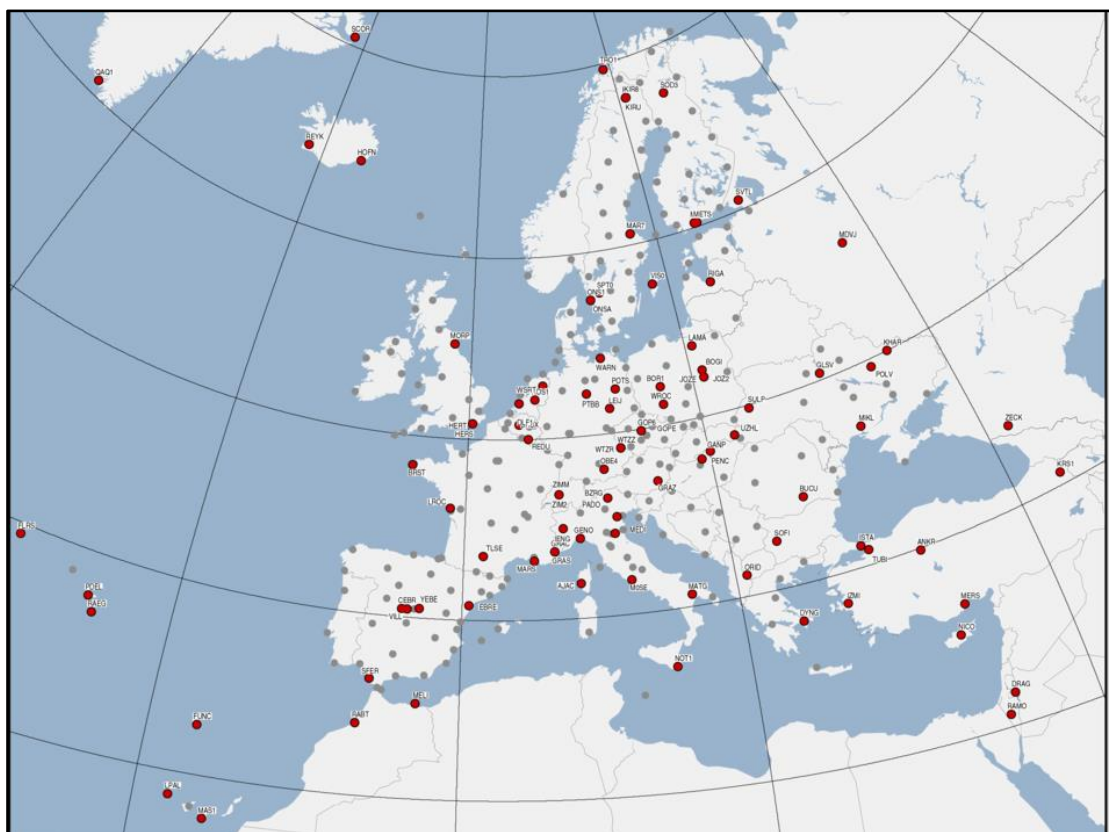 SCOR
QAQ1
TRO1
KIR8
KIRU
SOD3
REYK
HOFN
SVTL
METS
MAR7
MDVJ
VIS0
RIGA
SPT0
ONS1
ONSA
MORP
LAMA
KHAR
WARN
BOGI
GLSV
POLV
JOZE
JOZ2
POTS
BOR1
WSRT
PTBB
LEIJ
WROC
SULP
HERT
HERS
REDU
GOP6
GOPE
UZHL
MIKL
ZECK
WTZZ
WTZR
GANP
PENC
OBE4
BRST
KRS1
ZIMM
ZIM2
BZRG
GRAZ
BUCU
LROC
PADO
FLRS
IENG
GENO
MEDI
SOFI
ISTA
TUBI
ANKR
GRAC
GRAS
TLSE
MARS
AJAC
M0SE
MATG
ORID
PDEL
RAEG
CEBR
YEBE
VILL
EBRE
IZMI
MERS
DYNG
NICO
NOT1
SFER
DRAG
RAMO
MELI
FUNC
RABT
LPAL
MAS1